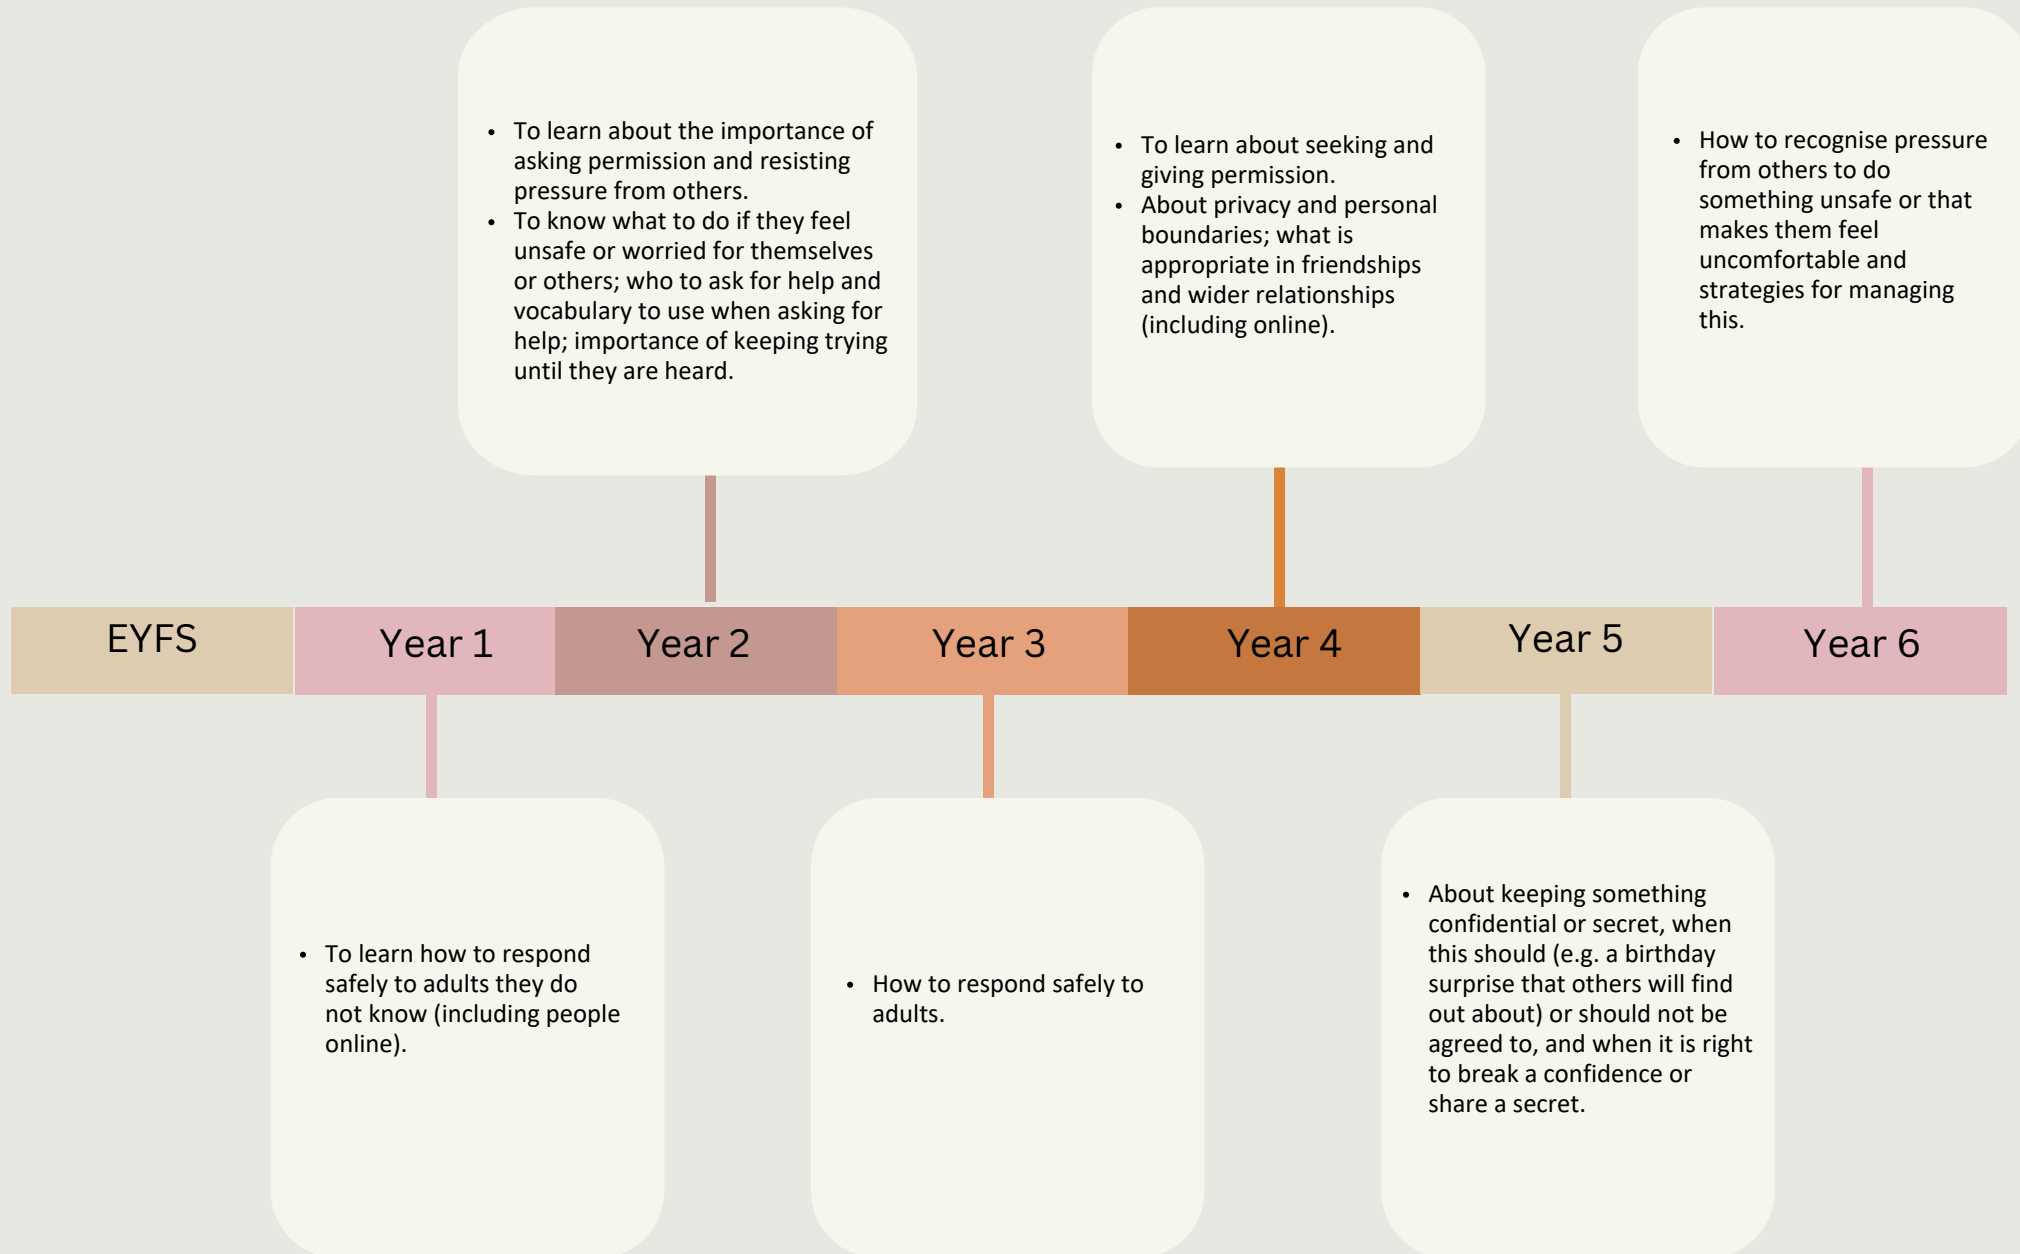 • To learn about the importance of
asking permission and resisting
pressure from others.
• To know what to do if they feel
unsafe or worried for themselves
or others; who to ask for help and
vocabulary to use when asking for
help; importance of keeping trying
until they are heard.
• To learn about seeking and
giving permission.
• About privacy and personal
boundaries; what is
appropriate in friendships
and wider relationships
(including online).
• How to recognise pressure
from others to do
something unsafe or that
makes them feel
uncomfortable and
strategies for managing
this.
EYFS
Year 1
Year 2
Year 3
Year 4
Year 5
Year 6
• To learn how to respond
safely to adults they do
not know (including people
online).
• How to respond safely to
adults.
• About keeping something
confidential or secret, when
this should (e.g. a birthday
surprise that others will find
out about) or should not be
agreed to, and when it is right
to break a confidence or
share a secret.